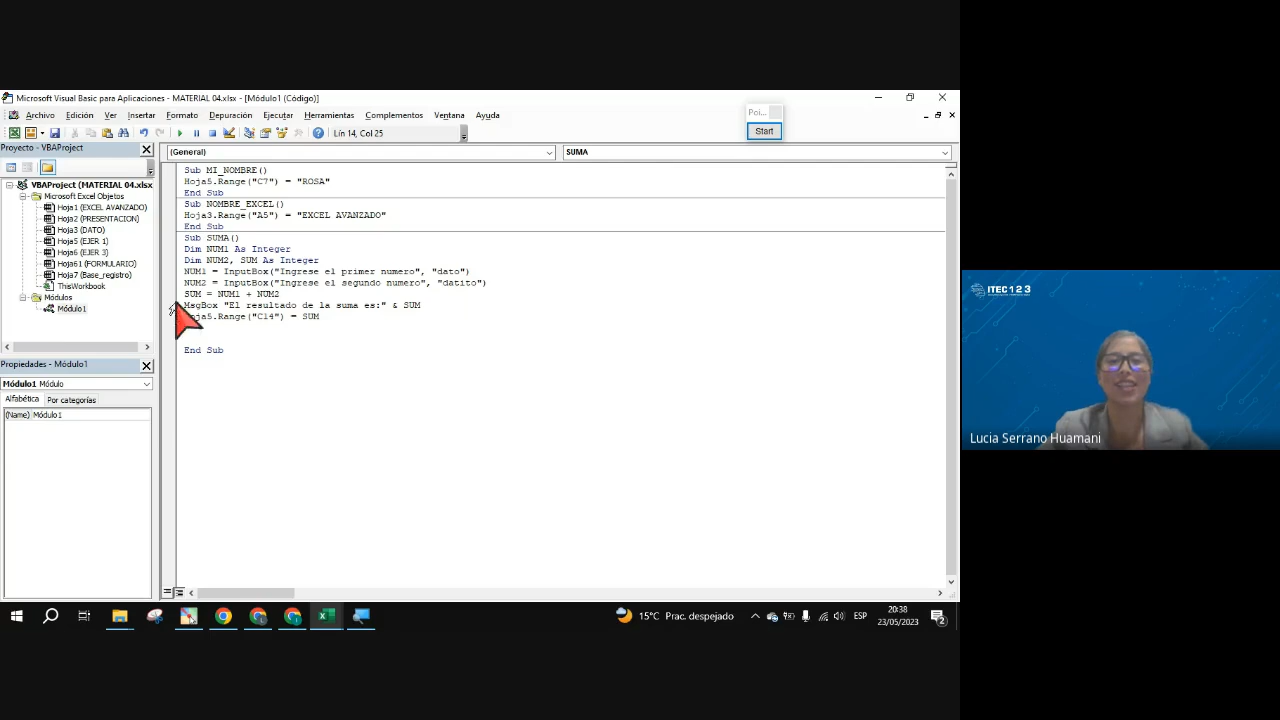 Microsoft Visual Basic para Aplicaciones - MATERIAL 04.xlsx - [Módulo1 (Código)]
Archivo Edición Ver Insertar Formato Depuración Ejecutar Herramientas Complementos Ventana Ayuda
Poi...
Start
Lín 14, Col 25
Proyecto - VBAProject
(General)
SUMA
VBAProject (MATERIAL 04.xlsx
Microsoft Excel Objetos
Hoja1 (EXCEL AVANZADO)
Hoja2 (PRESENTACION)
Hoja3 (DATO)
Hoja5 (EJER 1)
Hoja6 (EJER 3)
Hoja61 (FORMULARIO)
Hoja7 (Base_registro)
ThisWorkbook
Módulos
Módulo1
Sub MI_NOMBRE()
Hoja5.Range("C7") = "ROSA"
End Sub
Sub NOMBRE_EXCEL()
Hoja3.Range("A5") = "EXCEL AVANZADO"
End Sub
Sub SUMA()
Dim NUM1 As Integer
Dim NUM2, SUM As Integer
NUM1 = InputBox("Ingrese el primer numero", "dato")
NUM2 = InputBox("Ingrese el segundo numero", "datito")
SUM = NUM1 + NUM2
MsgBox "El resultado de la suma es:" & SUM
Hoja5.Range("C14") = SUM
End Sub
Propiedades - Módulo1
Módulo1 Módulo
Alfabética Por categorías
(Name) Módulo1
ITEC 1 2 3
Lucia Serrano Huamani
15°C Prac. despejado
ESP
20:38
23/05/2023
2